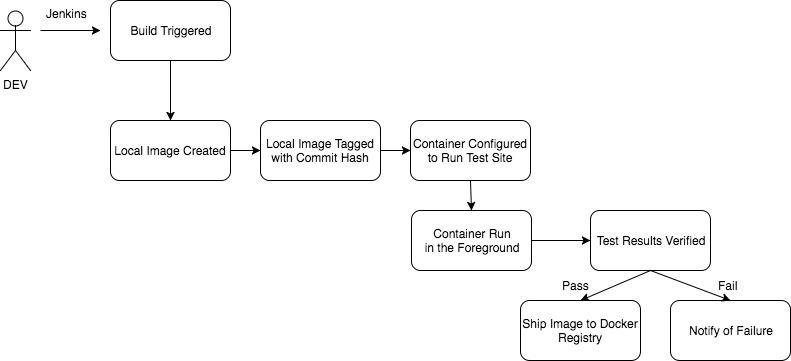 Jenkins
Build Triggered
DEV
Local Image Created
Local Image Tagged
with Commit Hash
Container Configured
to Run Test Site
Container Run
in the Foreground
Test Results Verified
Pass
Fail
Ship Image to Docker
Registry
Notify of Failure